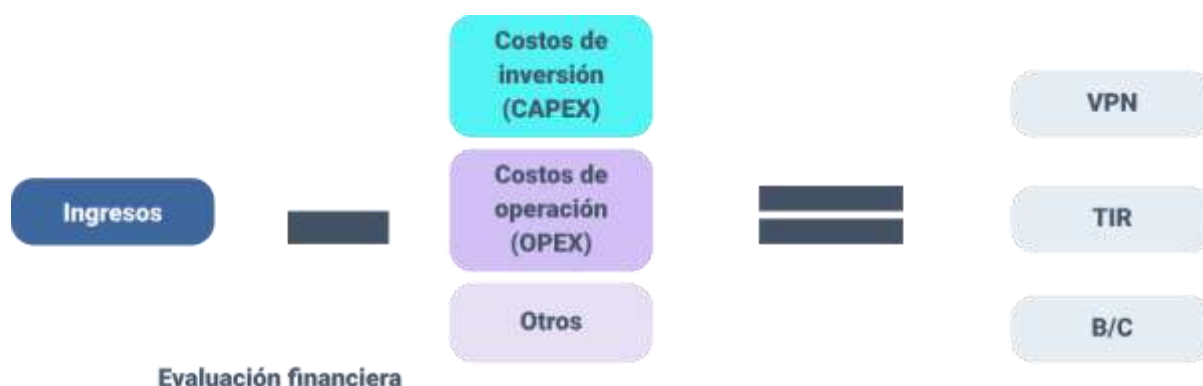 Costos de
inversión
(CAPEX)
VPN
Costos de
operación
(OPEX)
Ingresos
TIR
Otros
B/C
Evaluación financiera